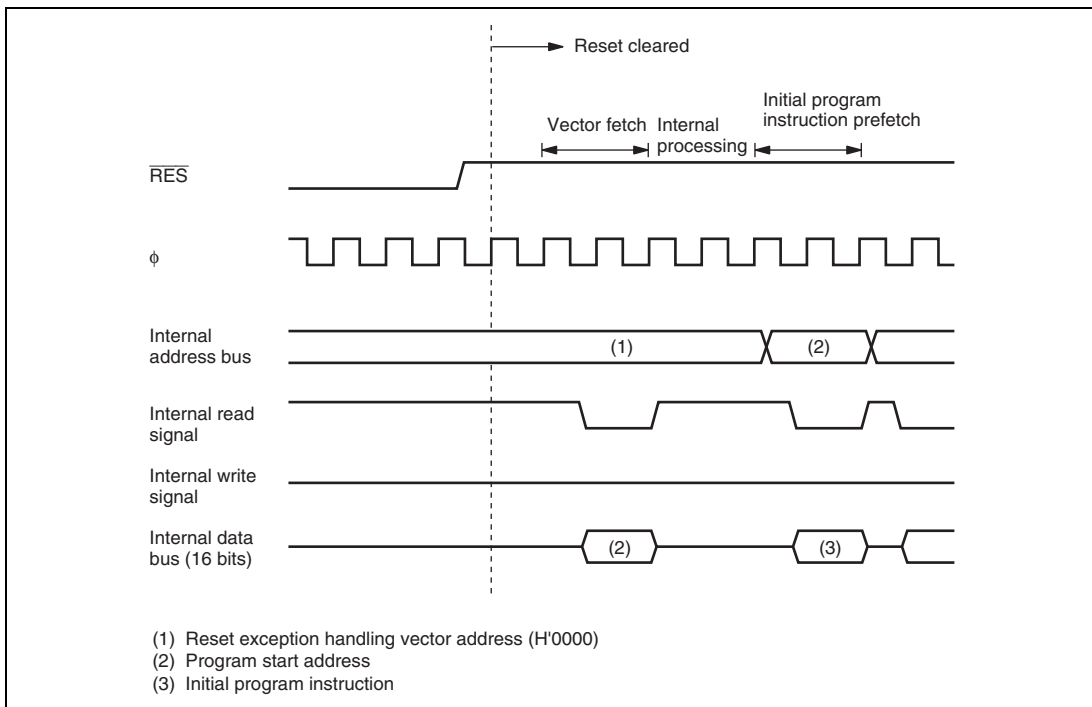 Reset cleared
Initial program
instruction prefetch
Vector fetch
Internal
processing
RES
ϕ
Internal
address bus
(1)
(2)
Internal read
signal
Internal write
signal
Internal data
bus (16 bits)
(2)
(3)
(1) Reset exception handling vector address (H'0000)
(2) Program start address
(3) Initial program instruction